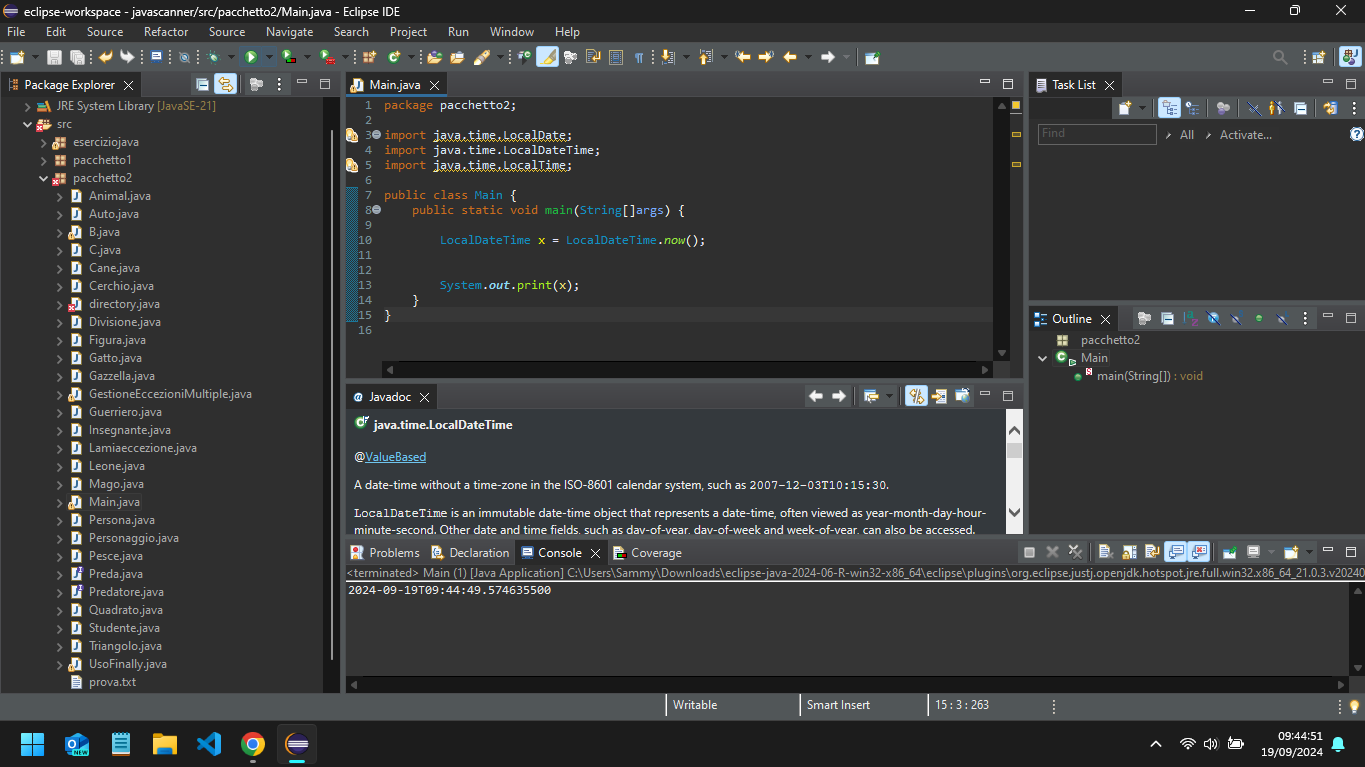 eclipse-workspace - javascanner/src/pacchetto2/Main.java - Eclipse IDE
File Edit Source Refactor Source Navigate Search Project Run Window Help
Package Explorer
JRE System Library [JavaSE-21]
src
eserciziojava
pacchetto1
pacchetto2
Animal.java
Auto.java
B.java
C.java
Cane.java
Cerchio.java
directory.java
Divisione.java
Figura.java
Gatto.java
Gazzella.java
GestioneEccezioniMultiple.java
Guerriero.java
Insegnante.java
Lamiaeccezione.java
Leone.java
Mago.java
Main.java
Persona.java
Personaggio.java
Pesce.java
Preda.java
Predatore.java
Quadrato.java
Studente.java
Triangolo.java
UsoFinally.java
prova.txt
Main.java
1 package pacchetto2;
2
3 import java.time.LocalDate;
4 import java.time.LocalDateTime;
5 import java.time.LocalTime;
6
7 public class Main {
8 public static void main(String[]args) {
9
10 LocalDateTime x = LocalDateTime.now();
11
12
13 System.out.print(x);
14 }
15 }
16
Javadoc
java.time.LocalDateTime
@ValueBased
A date-time without a time-zone in the ISO-8601 calendar system, such as 2007-12-03T10:15:30.
LocalDateTime is an immutable date-time object that represents a date-time, often viewed as year-month-day-hour-
minute-second. Other date and time fields, such as day-of-year, day-of-week and week-of-year, can also be accessed.
Task List
Find All Activate...
Outline
pacchetto2
Main
main(String[]) : void
Problems Declaration Console Coverage
<terminated> Main (1) [Java Application] C:\Users\Sammy\Downloads\eclipse-java-2024-06-R-win32-x86_64\eclipse\plugins\org.eclipse.justj.openjdk.hotspot.jre.full.win32.x86_64_21.0.3.v20240
2024-09-19T09:44:49.574635500
Writable Smart Insert 15 : 3 : 263
NEW
09:44:51
19/09/2024